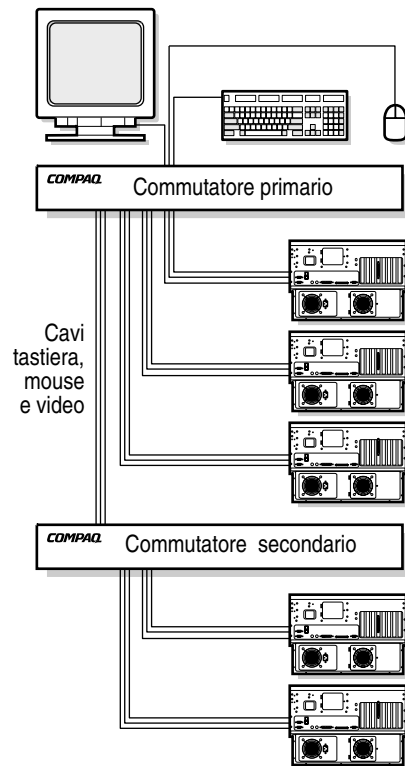 COMPAQ Commutatore primario
Cavi
tastiera,
mouse
e video
COMPAQ Commutatore secondario